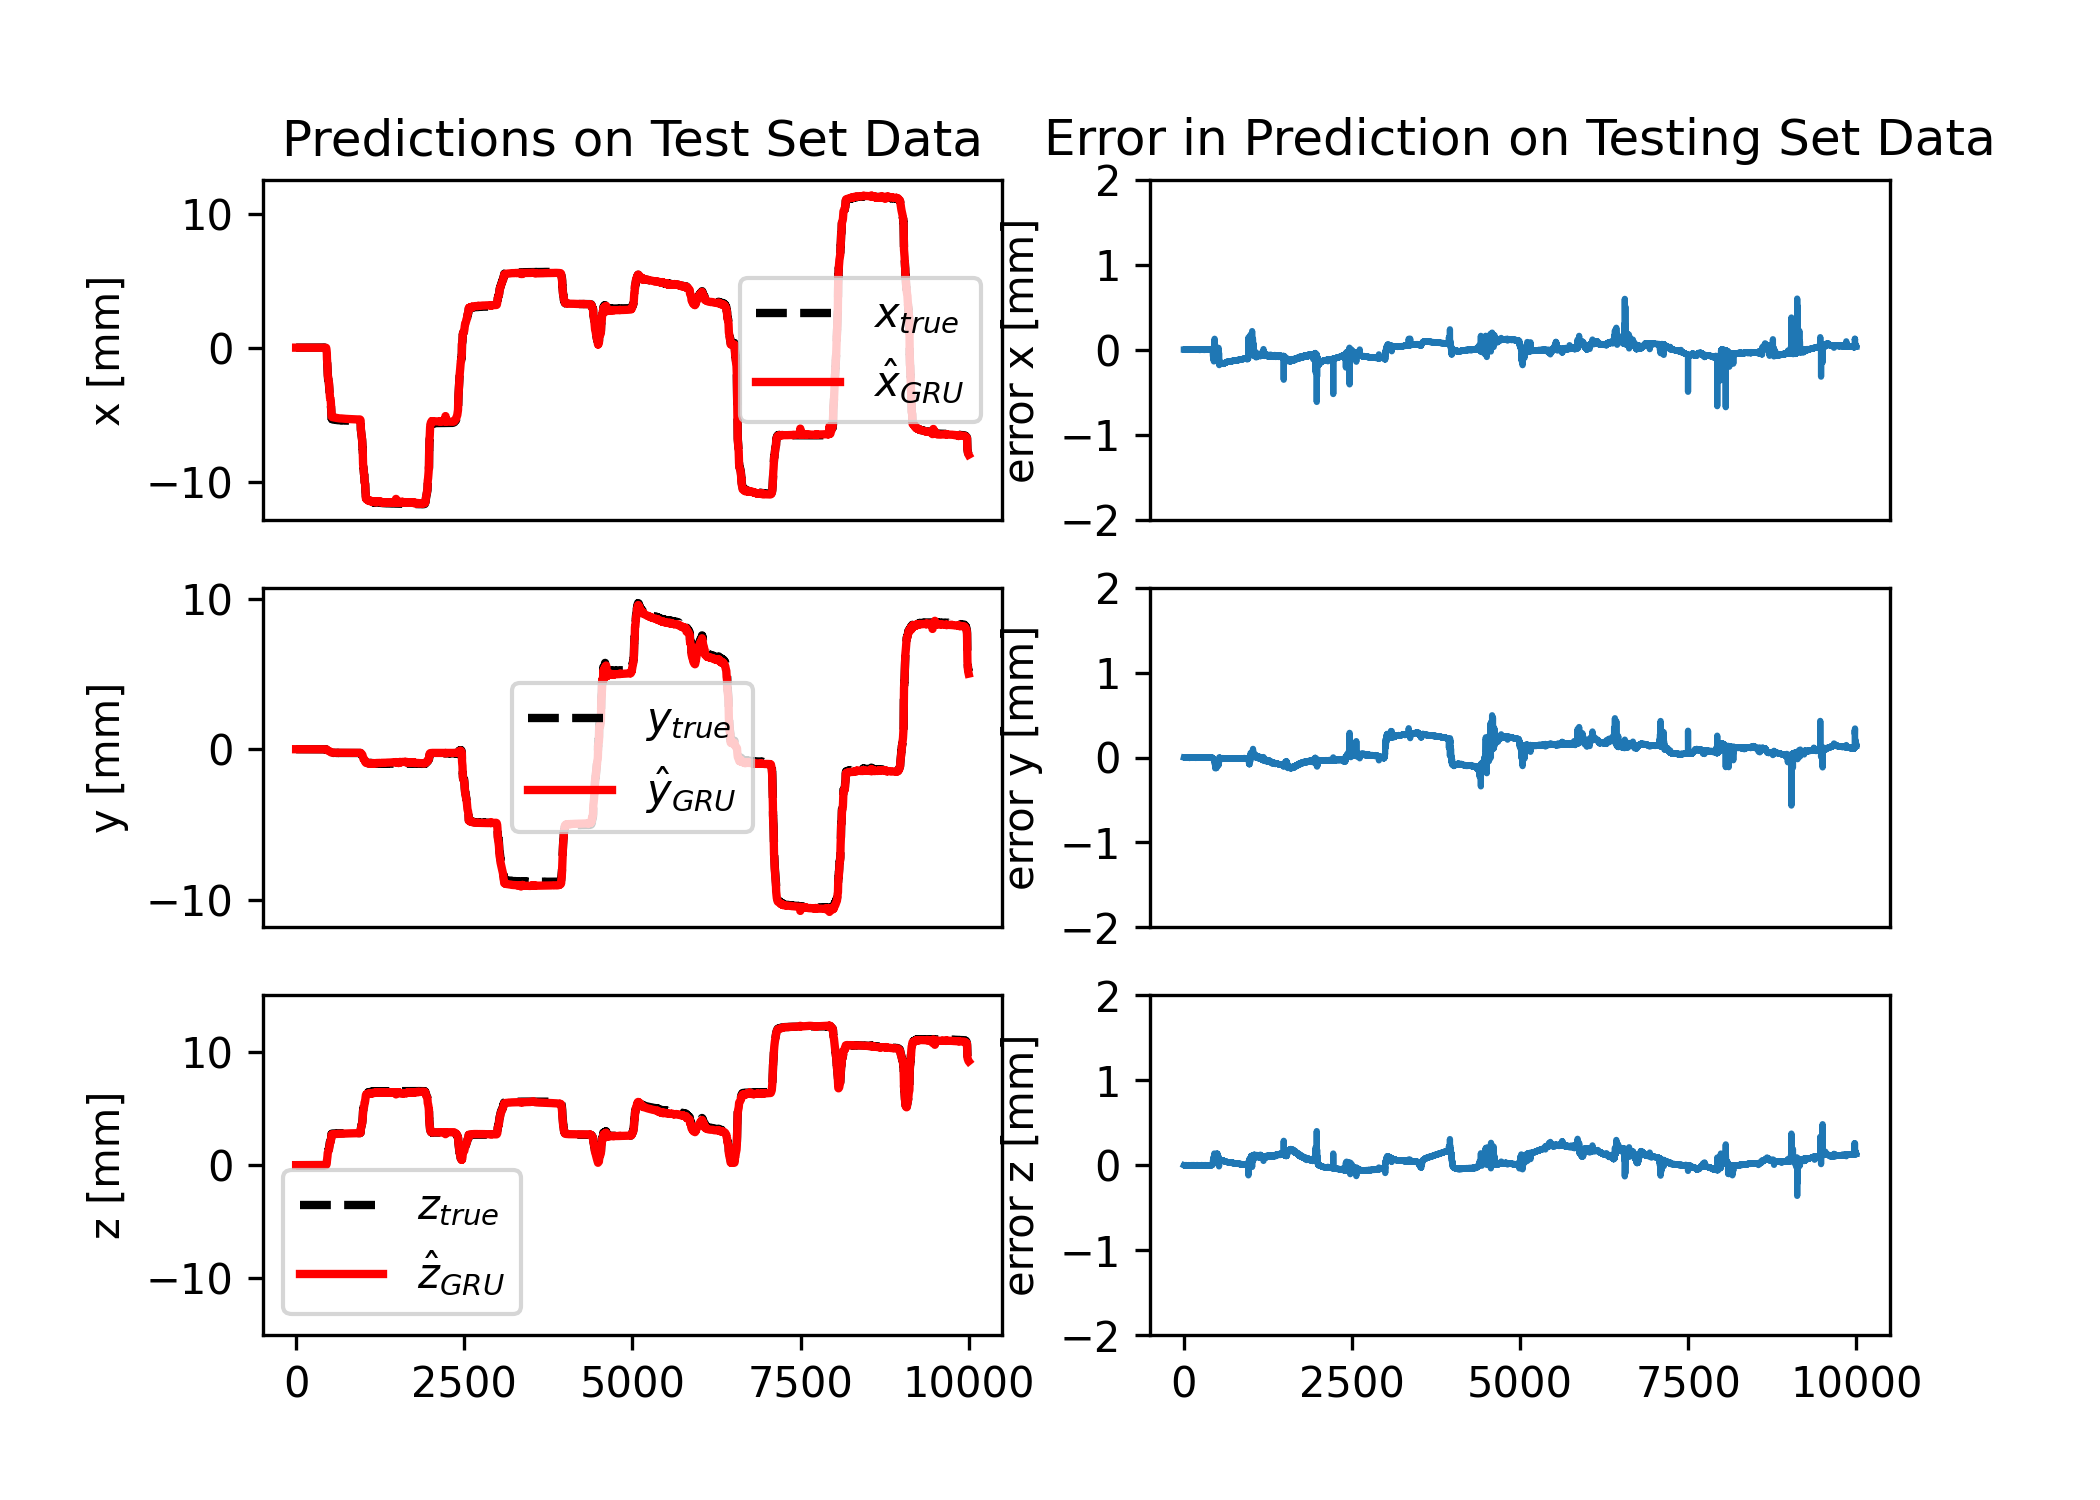 Predictions on Test Set Data
Error in Prediction on Testing Set Data
x [mm]
10
0
−10
x_true
x̂_GRU
error x [mm]
2
1
0
−1
−2
y [mm]
10
0
−10
y_true
ŷ_GRU
error y [mm]
2
1
0
−1
−2
z [mm]
10
0
−10
z_true
ẑ_GRU
error z [mm]
2
1
0
−1
−2
0 2500 5000 7500 10000
0 2500 5000 7500 10000